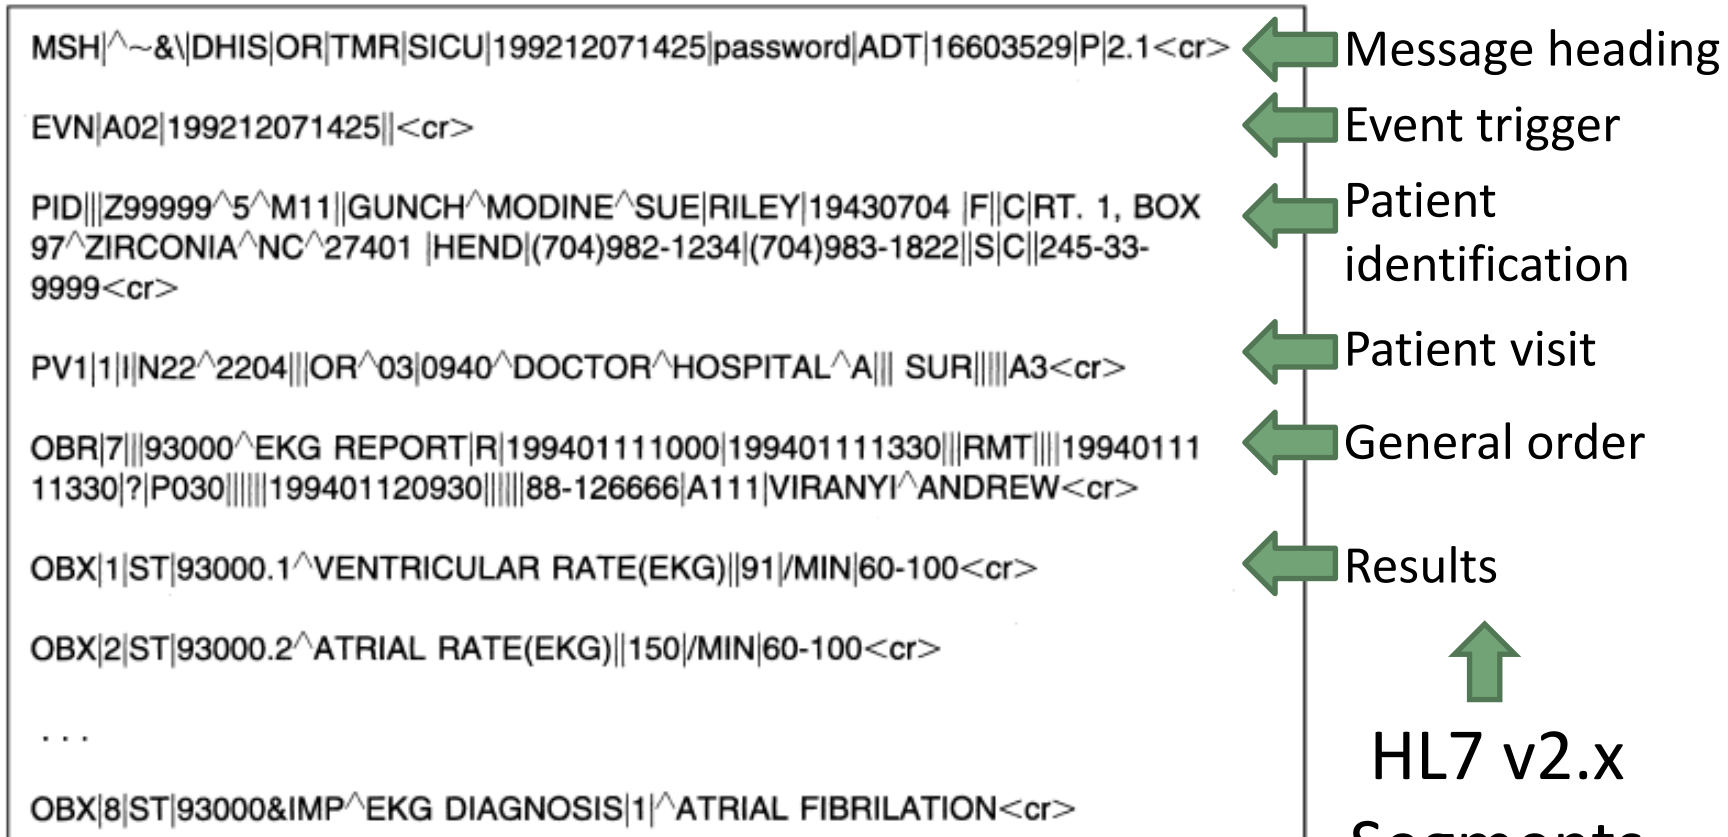 MSH|^~&\|DHIS|OR|TMR|SICU|199212071425|password|ADT|16603529|P|2.1<cr>
Message heading
EVN|A02|199212071425||<cr>
Event trigger
PID|||Z99999^5^M11||GUNCH^MODINE^SUE|RILEY|19430704 |F||C|RT. 1, BOX
97^ZIRCONIA^NC^27401 |HEND|(704)982-1234|(704)983-1822||S|C||245-33-
9999<cr>
Patient
identification
PV1|1|I|N22^2204|||OR^03|0940^DOCTOR^HOSPITAL^A||| SUR|||||A3<cr>
Patient visit
OBR|7|||93000^EKG REPORT|R|199401111000|199401111330|||RMT||||19940111
11330|?|P030||||||199401120930||||||88-126666|A111|VIRANYI^ANDREW<cr>
General order
OBX|1|ST|93000.1^VENTRICULAR RATE(EKG)||91|/MIN|60-100<cr>
Results
OBX|2|ST|93000.2^ATRIAL RATE(EKG)||150|/MIN|60-100<cr>
. . .
OBX|8|ST|93000&IMP^EKG DIAGNOSIS|1|^ATRIAL FIBRILATION<cr>
HL7 v2.x
Segments